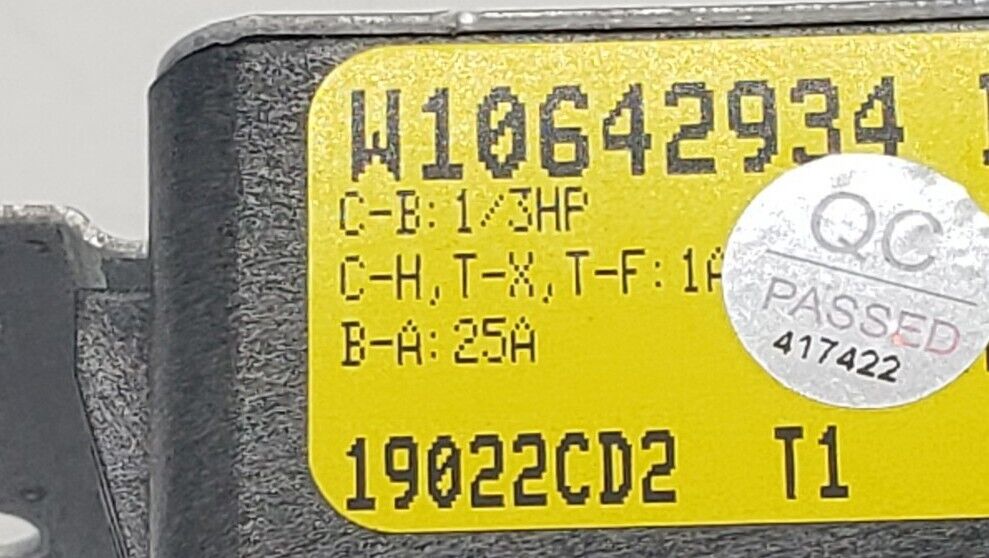 W10642934
C-B:1/3HP
C-H,T-X,T-F:1A
B-A:25A
19022CD2 T1
QC
PASSED
417422